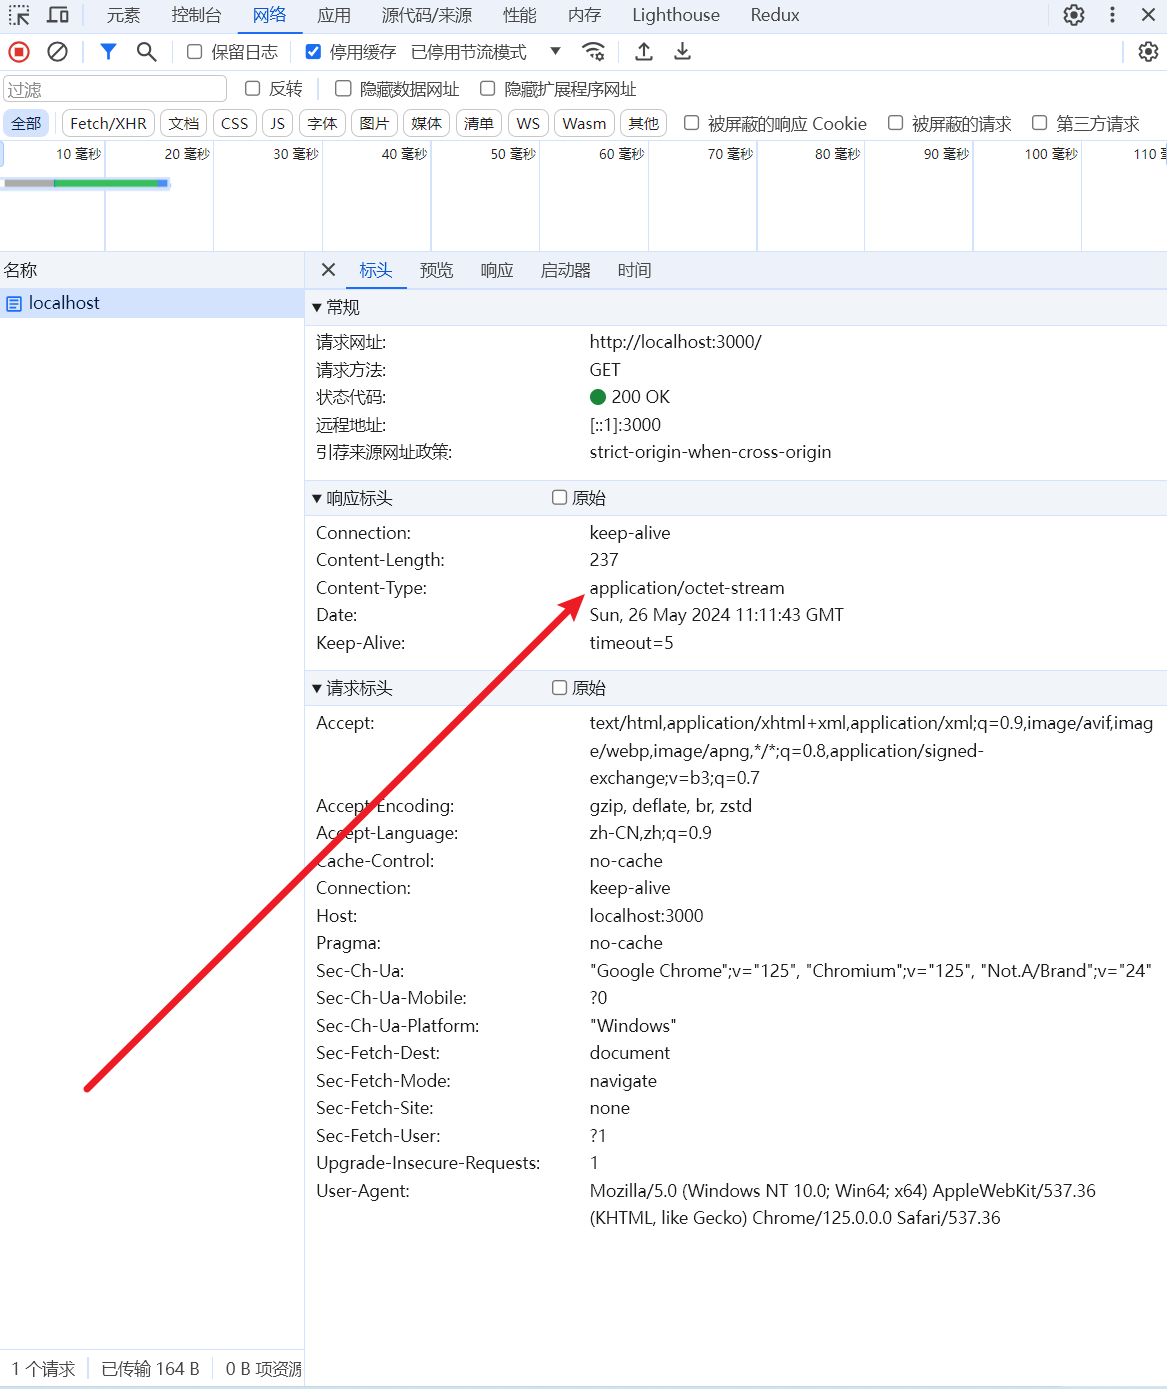 元素 控制台 网络 应用 源代码/来源 性能 内存 Lighthouse Redux
保留日志 停用缓存 已停用节流模式
过滤 反转 隐藏数据网址 隐藏扩展程序网址
全部 Fetch/XHR 文档 CSS JS 字体 图片 媒体 清单 WS Wasm 其他 被屏蔽的响应 Cookie 被屏蔽的请求 第三方请求
10 毫秒 20 毫秒 30 毫秒 40 毫秒 50 毫秒 60 毫秒 70 毫秒 80 毫秒 90 毫秒 100 毫秒 110
名称 标头 预览 响应 启动器 时间
localhost
常规
请求网址: http://localhost:3000/
请求方法: GET
状态代码: 200 OK
远程地址: [::1]:3000
引荐来源网址政策: strict-origin-when-cross-origin
响应标头 原始
Connection: keep-alive
Content-Length: 237
Content-Type: application/octet-stream
Date: Sun, 26 May 2024 11:11:43 GMT
Keep-Alive: timeout=5
请求标头 原始
Accept: text/html,application/xhtml+xml,application/xml;q=0.9,image/avif,imag
e/webp,image/apng,*/*;q=0.8,application/signed-
exchange;v=b3;q=0.7
Accept-Encoding: gzip, deflate, br, zstd
Accept-Language: zh-CN,zh;q=0.9
Cache-Control: no-cache
Connection: keep-alive
Host: localhost:3000
Pragma: no-cache
Sec-Ch-Ua: "Google Chrome";v="125", "Chromium";v="125", "Not.A/Brand";v="24"
Sec-Ch-Ua-Mobile: ?0
Sec-Ch-Ua-Platform: "Windows"
Sec-Fetch-Dest: document
Sec-Fetch-Mode: navigate
Sec-Fetch-Site: none
Sec-Fetch-User: ?1
Upgrade-Insecure-Requests: 1
User-Agent: Mozilla/5.0 (Windows NT 10.0; Win64; x64) AppleWebKit/537.36
(KHTML, like Gecko) Chrome/125.0.0.0 Safari/537.36
1 个请求 已传输 164 B 0 B 项资源